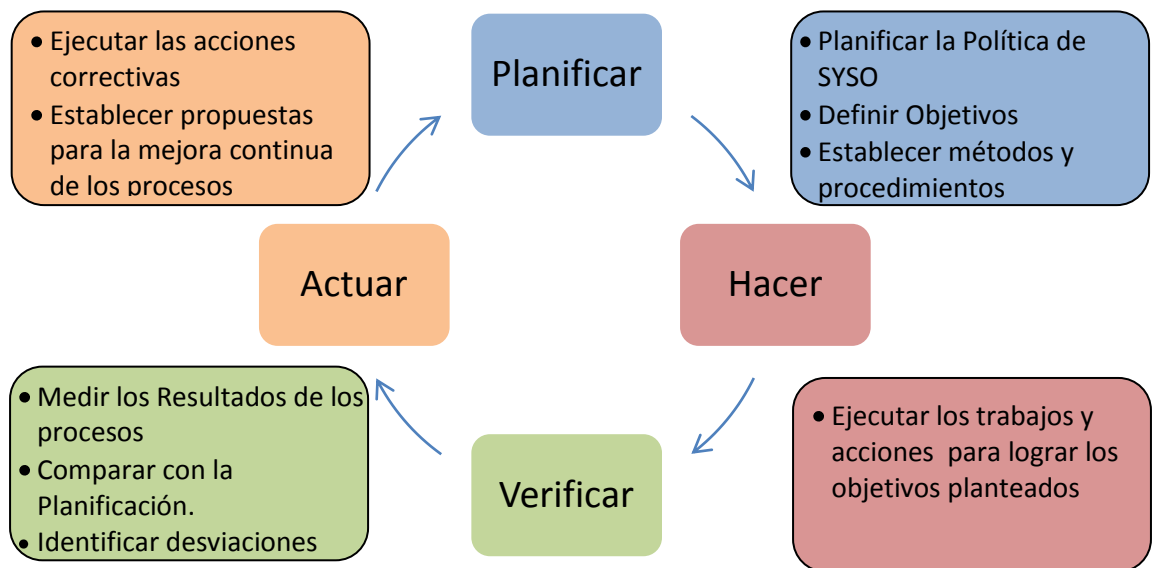 • Ejecutar las acciones
correctivas
• Establecer propuestas
para la mejora continua
de los procesos
Planificar
• Planificar la Política de
SYSO
• Definir Objetivos
• Establecer métodos y
procedimientos
Actuar
Hacer
• Medir los Resultados de los
procesos
• Comparar con la
Planificación.
• Identificar desviaciones
Verificar
• Ejecutar los trabajos y
acciones para lograr los
objetivos planteados